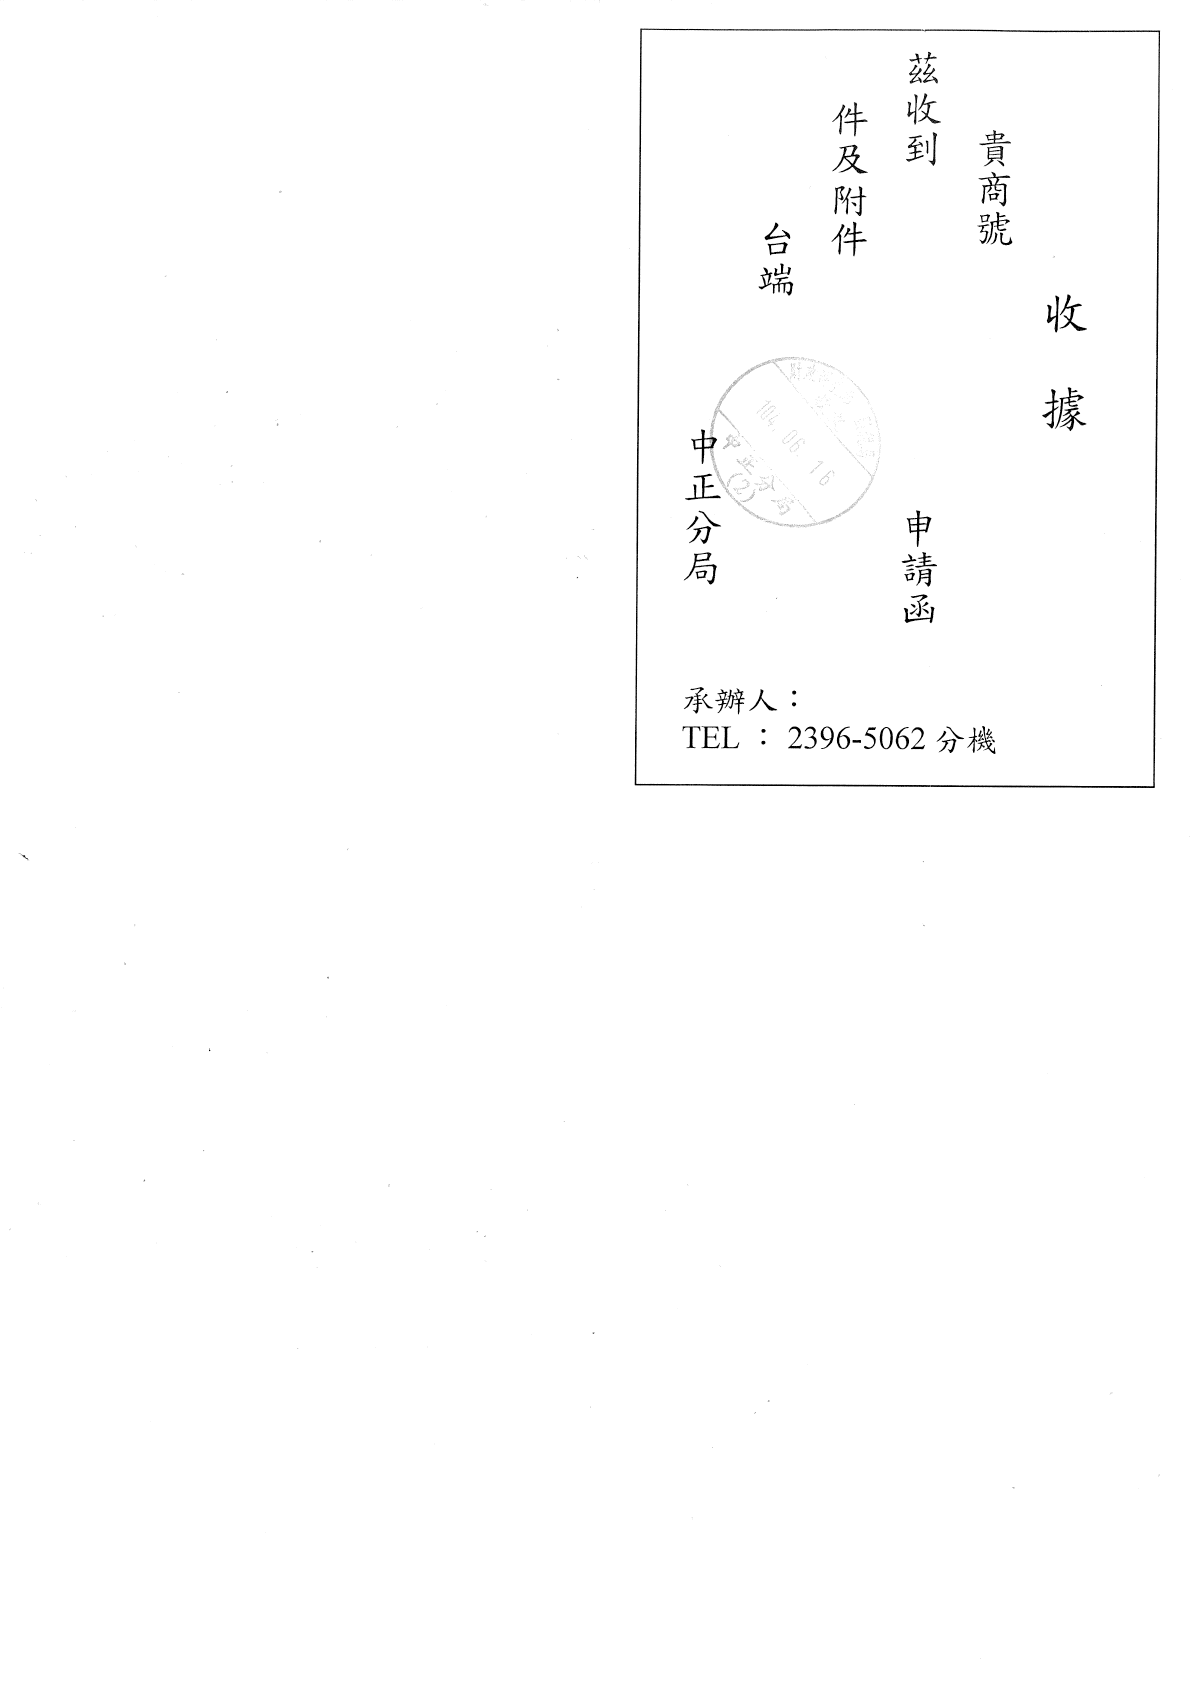 收據
貴商號
茲收到 申請函
件及附件
台端
中正分局
104.06.16
中正分局
(2)
承辦人：
TEL ： 2396-5062 分機